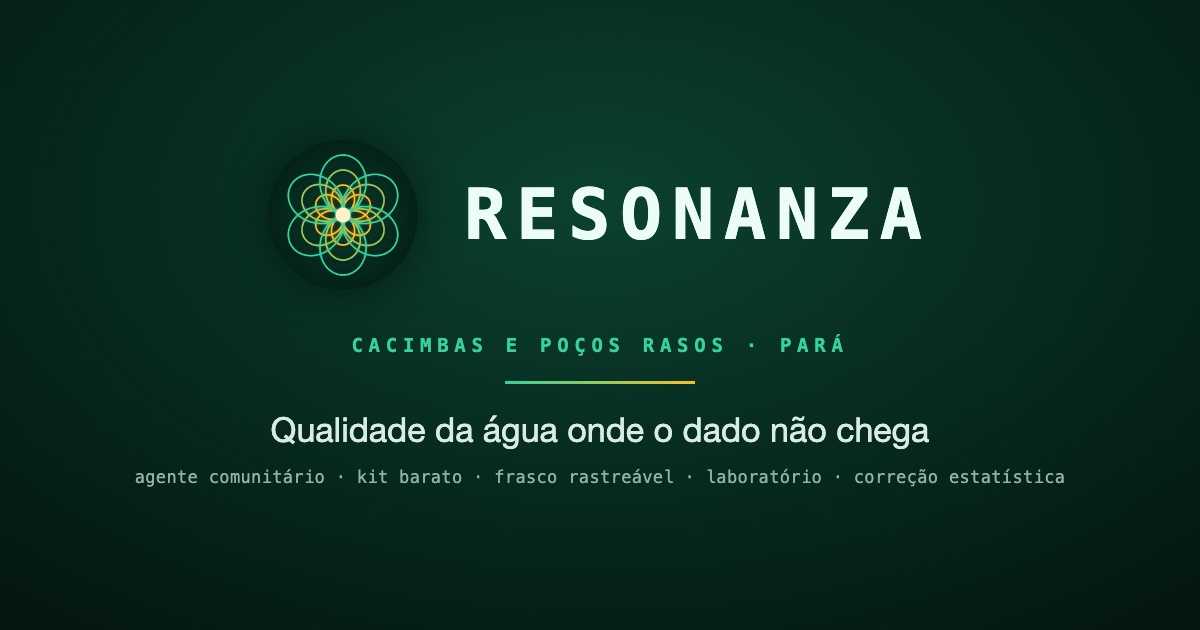 RESONANZA
CACIMBAS E POÇOS RASOS · PARÁ
Qualidade da água onde o dado não chega
agente comunitário · kit barato · frasco rastreável · laboratório · correção estatística